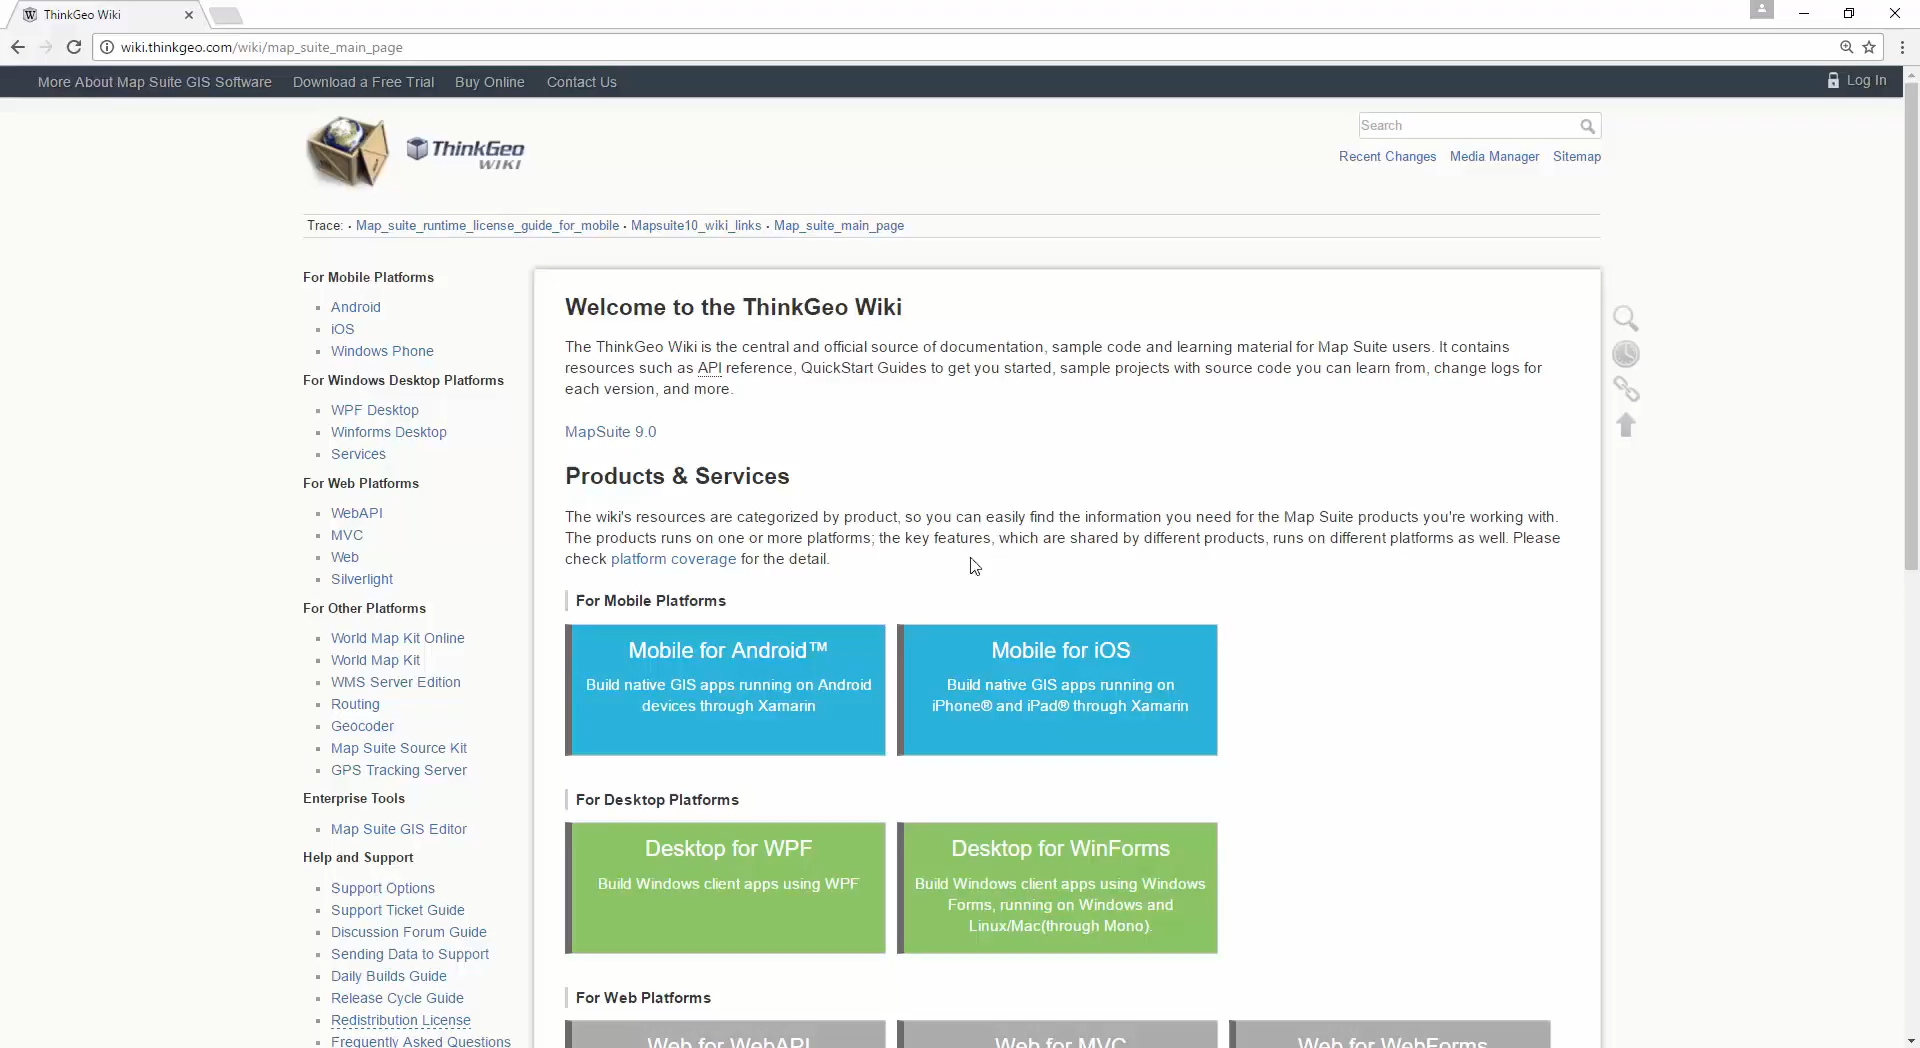 ThinkGeo Wiki
wiki.thinkgeo.com/wiki/map_suite_main_page
More About Map Suite GIS Software
Download a Free Trial
Buy Online
Contact Us
Log In
ThinkGeo
WIKI
Search
Recent Changes
Media Manager
Sitemap
Trace: • Map_suite_runtime_license_guide_for_mobile • Mapsuite10_wiki_links • Map_suite_main_page
For Mobile Platforms
Android
iOS
Windows Phone
For Windows Desktop Platforms
WPF Desktop
Winforms Desktop
Services
For Web Platforms
WebAPI
MVC
Web
Silverlight
For Other Platforms
World Map Kit Online
World Map Kit
WMS Server Edition
Routing
Geocoder
Map Suite Source Kit
GPS Tracking Server
Enterprise Tools
Map Suite GIS Editor
Help and Support
Support Options
Support Ticket Guide
Discussion Forum Guide
Sending Data to Support
Daily Builds Guide
Release Cycle Guide
Redistribution License
Frequently Asked Questions
Welcome to the ThinkGeo Wiki
The ThinkGeo Wiki is the central and official source of documentation, sample code and learning material for Map Suite users. It contains
resources such as API reference, QuickStart Guides to get you started, sample projects with source code you can learn from, change logs for
each version, and more.
MapSuite 9.0
Products & Services
The wiki's resources are categorized by product, so you can easily find the information you need for the Map Suite products you're working with.
The products runs on one or more platforms; the key features, which are shared by different products, runs on different platforms as well. Please
check platform coverage for the detail.
For Mobile Platforms
Mobile for Android™
Build native GIS apps running on Android
devices through Xamarin
Mobile for iOS
Build native GIS apps running on
iPhone® and iPad® through Xamarin
For Desktop Platforms
Desktop for WPF
Build Windows client apps using WPF
Desktop for WinForms
Build Windows client apps using Windows
Forms, running on Windows and
Linux/Mac(through Mono).
For Web Platforms
Web for WebAPI
Web for MVC
Web for WebForms